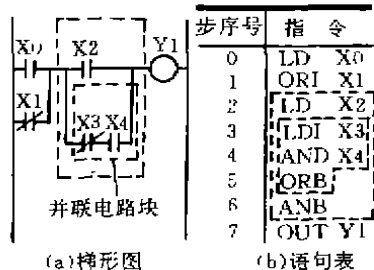 X0 X2 Y1
X1
X3 X4
并联电路块
(a)梯形图
步序号 指 令
0 LD X0
1 ORI X1
2 LD X2
3 LDI X3
4 AND X4
5 ORB
6 ANB
7 OUT Y1
(b)语句表